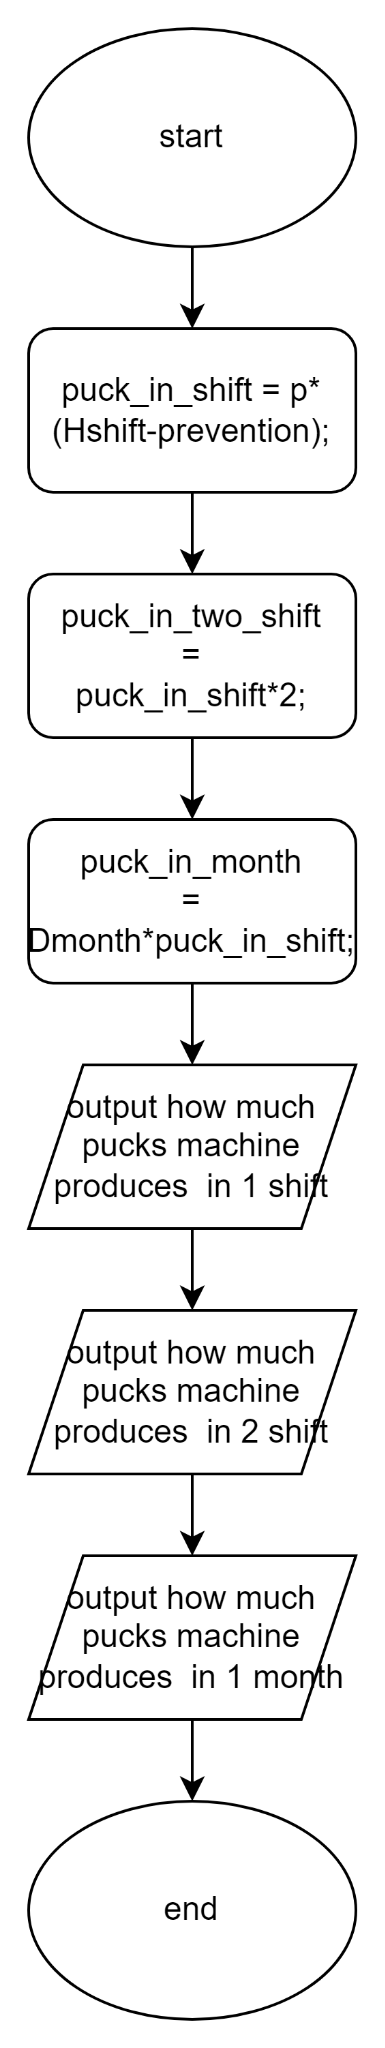 start
puck_in_shift = p*
(Hshift-prevention);
puck_in_two_shift
=
puck_in_shift*2;
puck_in_month
=
Dmonth*puck_in_shift;
output how much
pucks machine
produces  in 1 shift
output how much
pucks machine
produces  in 2 shift
output how much
pucks machine
produces  in 1 month
end